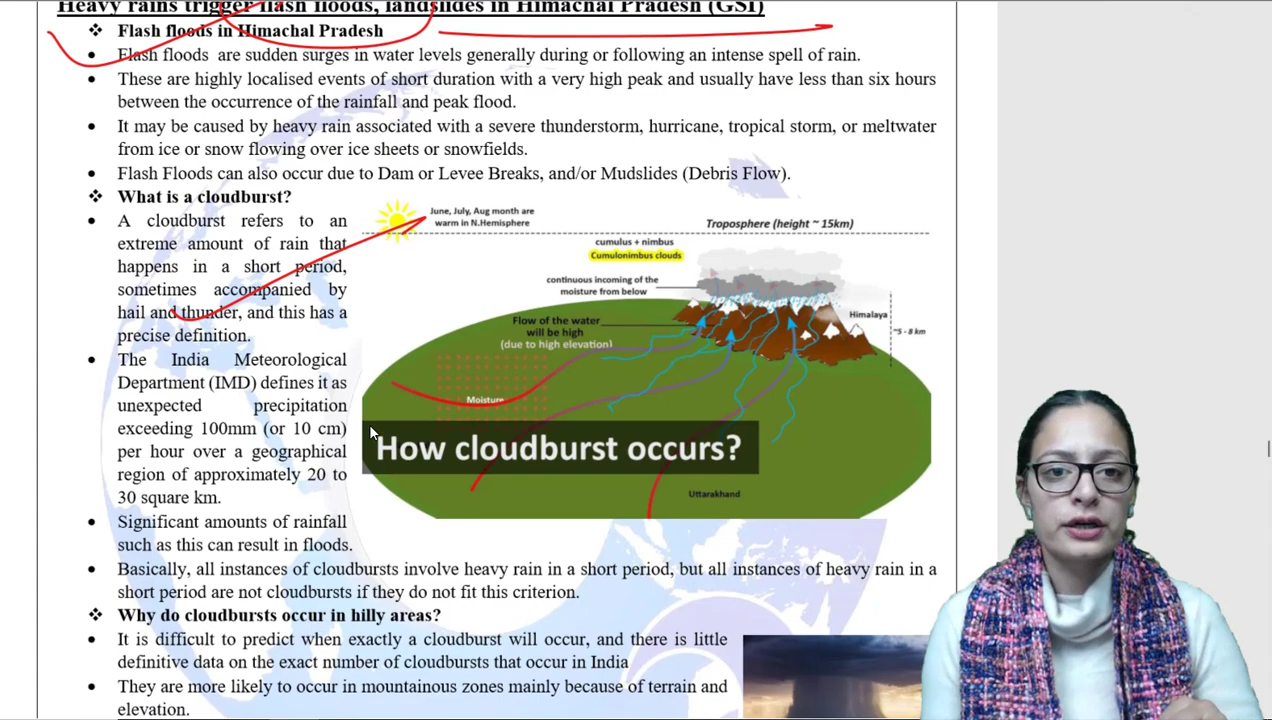 Heavy rains trigger flash floods, landslides in Himachal Pradesh (GSI)
❖ Flash floods in Himachal Pradesh
• Flash floods are sudden surges in water levels generally during or following an intense spell of rain.
• These are highly localised events of short duration with a very high peak and usually have less than six hours
between the occurrence of the rainfall and peak flood.
• It may be caused by heavy rain associated with a severe thunderstorm, hurricane, tropical storm, or meltwater
from ice or snow flowing over ice sheets or snowfields.
• Flash Floods can also occur due to Dam or Levee Breaks, and/or Mudslides (Debris Flow).
❖ What is a cloudburst?
• A cloudburst refers to an
extreme amount of rain that
happens in a short period,
sometimes accompanied by
hail and thunder, and this has a
precise definition.
• The India Meteorological
Department (IMD) defines it as
unexpected precipitation
exceeding 100mm (or 10 cm)
per hour over a geographical
region of approximately 20 to
30 square km.
• Significant amounts of rainfall
such as this can result in floods.
June, July, Aug month are
warm in N.Hemisphere
Troposphere (height ~ 15km)
cumulus + nimbus
Cumulonimbus clouds
continuous incoming of the
moisture from below
Himalaya
~5 - 8 km
Flow of the water
will be high
(due to high elevation)
Moisture
How cloudburst occurs?
Uttarakhand
• Basically, all instances of cloudbursts involve heavy rain in a short period, but all instances of heavy rain in a
short period are not cloudbursts if they do not fit this criterion.
❖ Why do cloudbursts occur in hilly areas?
• It is difficult to predict when exactly a cloudburst will occur, and there is little
definitive data on the exact number of cloudbursts that occur in India
• They are more likely to occur in mountainous zones mainly because of terrain and
elevation.